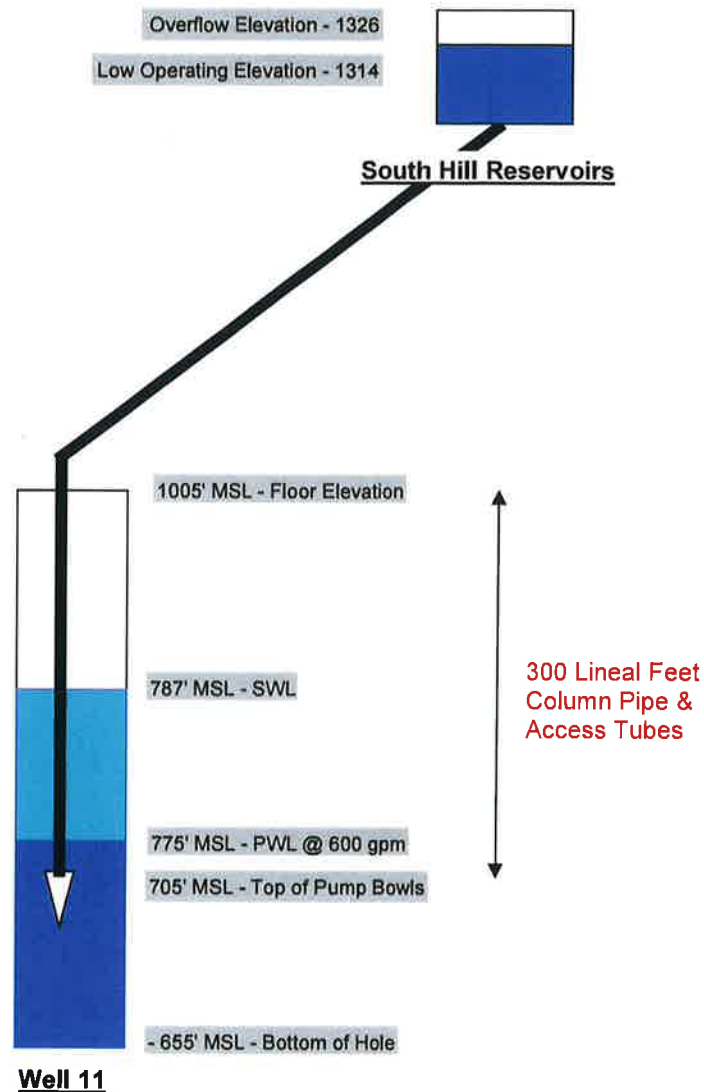 Overflow Elevation - 1326
Low Operating Elevation - 1314
South Hill Reservoirs
1005' MSL - Floor Elevation
787' MSL - SWL
300 Lineal Feet
Column Pipe &
Access Tubes
775' MSL - PWL @ 600 gpm
705' MSL - Top of Pump Bowls
- 655' MSL - Bottom of Hole
Well 11